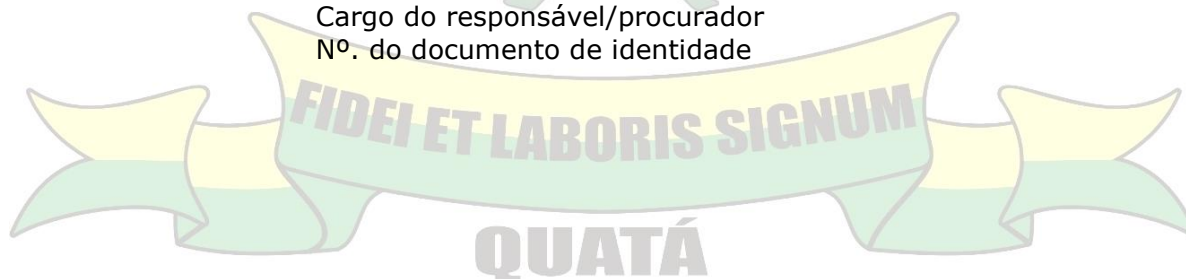 Cargo do responsável/procurador
Nº. do documento de identidade
FIDEI ET LABORIS SIGNUM
QUATÁ